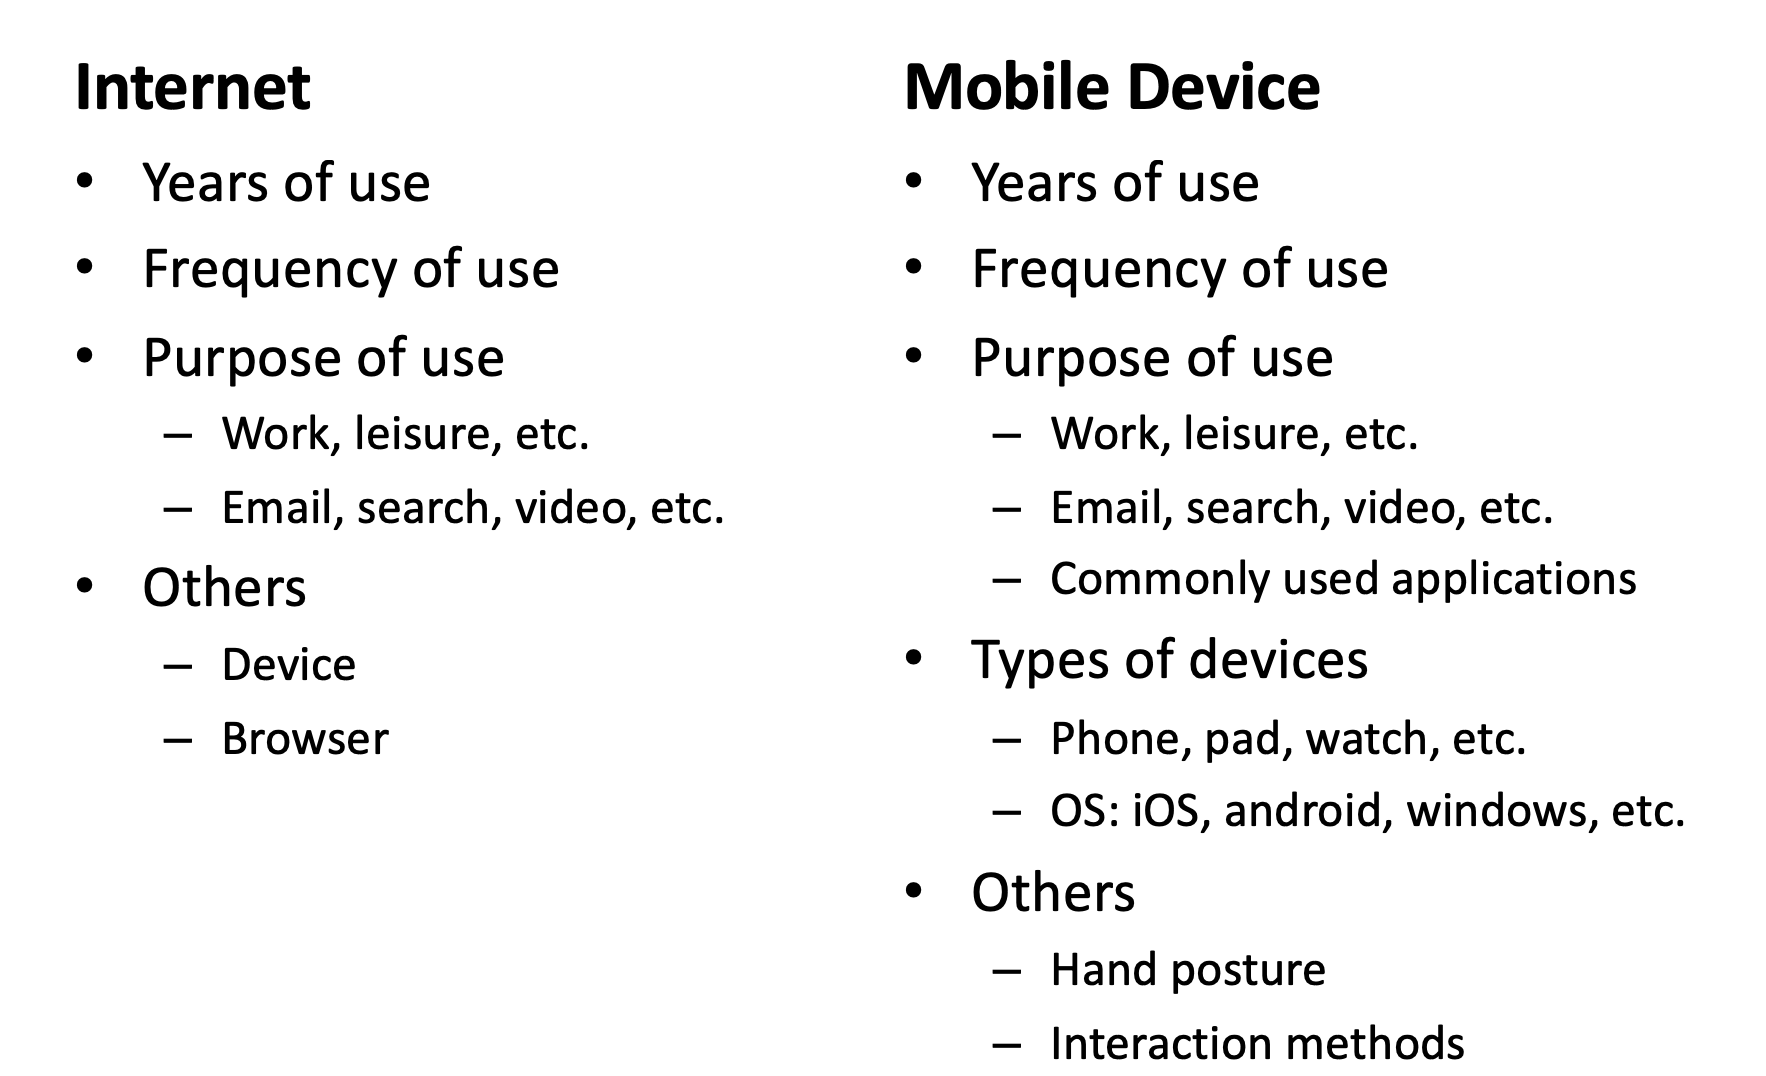 Internet
• Years of use
• Frequency of use
• Purpose of use
– Work, leisure, etc.
– Email, search, video, etc.
• Others
– Device
– Browser
Mobile Device
• Years of use
• Frequency of use
• Purpose of use
– Work, leisure, etc.
– Email, search, video, etc.
– Commonly used applications
• Types of devices
– Phone, pad, watch, etc.
– OS: iOS, android, windows, etc.
• Others
– Hand posture
– Interaction methods